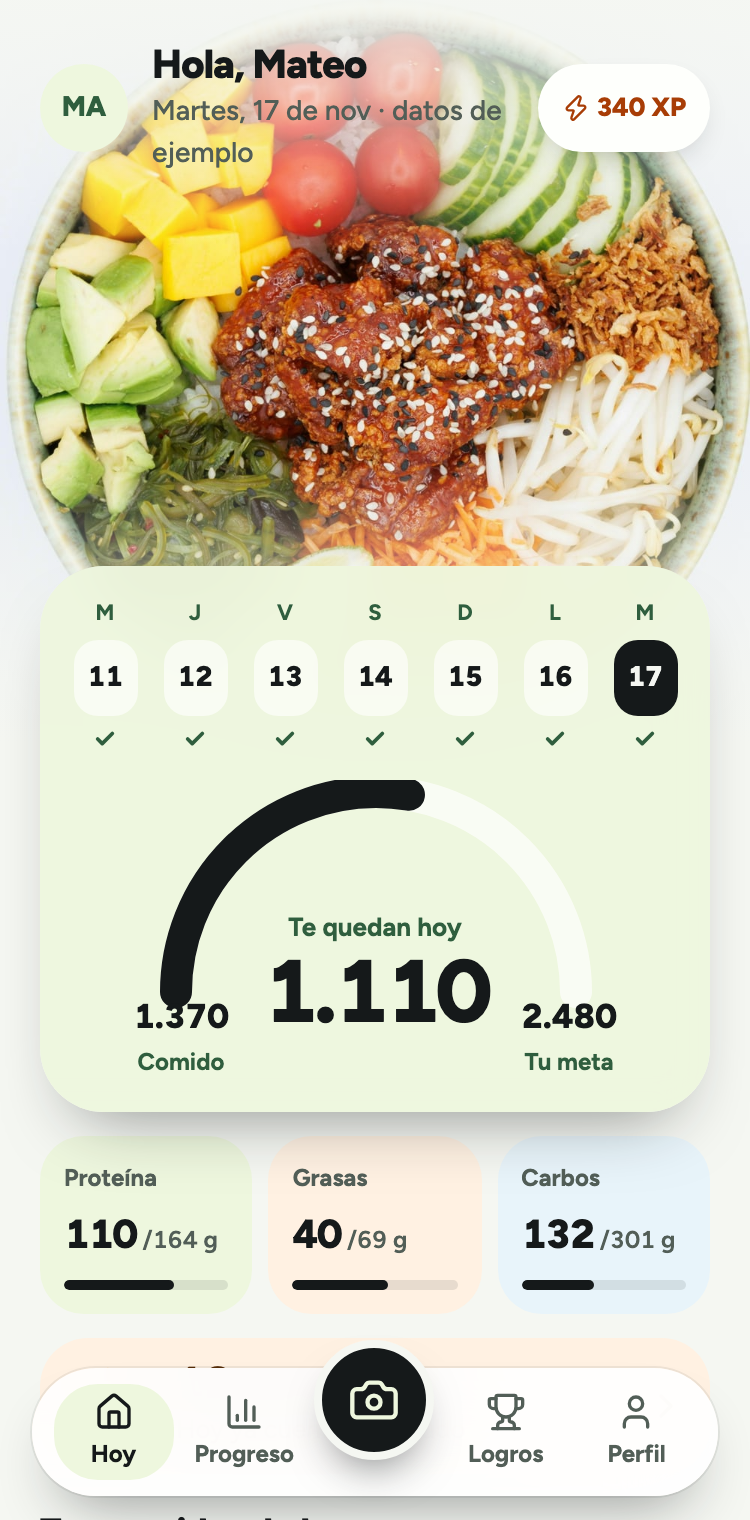 Hola, Mateo
MA
Martes, 17 de nov · datos de
ejemplo
340 XP
M J V S D L M
11 12 13 14 15 16 17
Te quedan hoy
1.110
1.370 2.480
Comido Tu meta
Proteína Grasas Carbos
110 /164 g 40 /69 g 132 /301 g
Hoy Progreso Logros Perfil